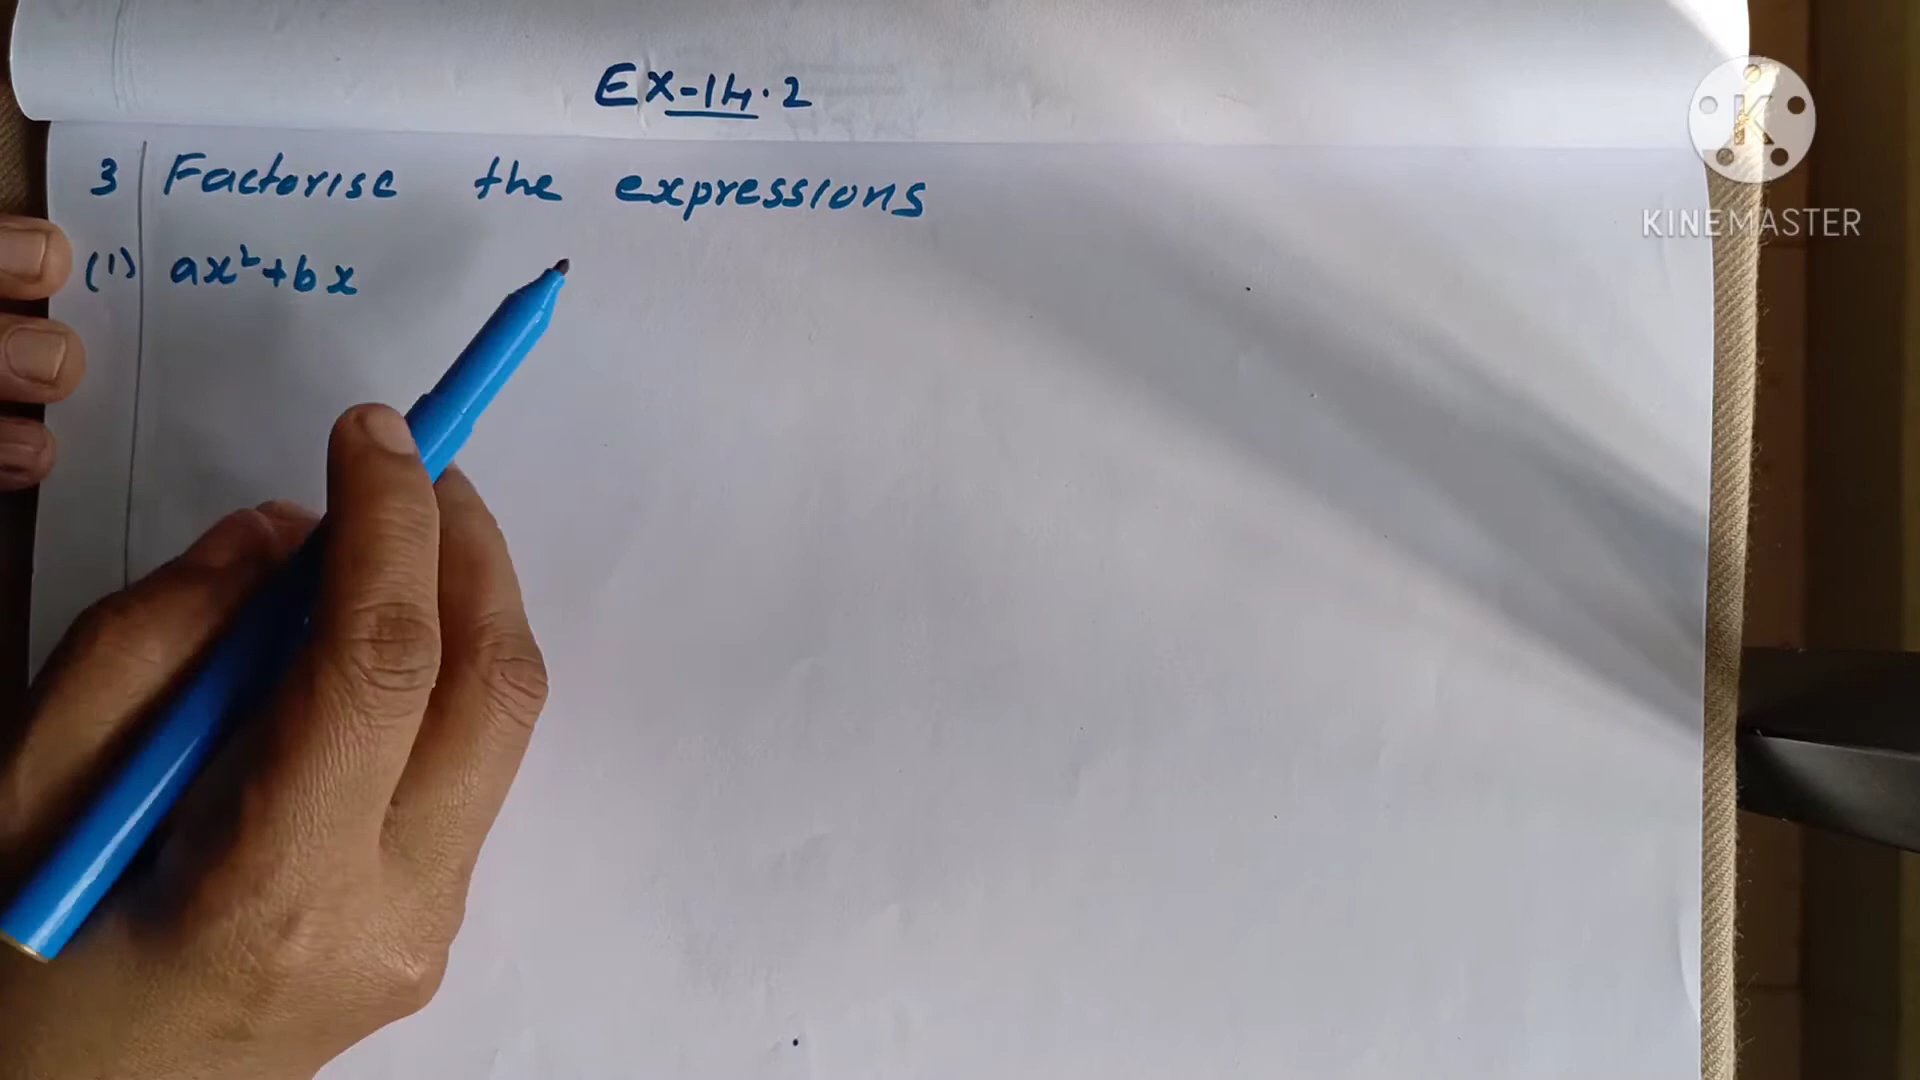 Ex-14.2
3 Factorise the expressions
(1) ax²+bx
K
KINEMASTER